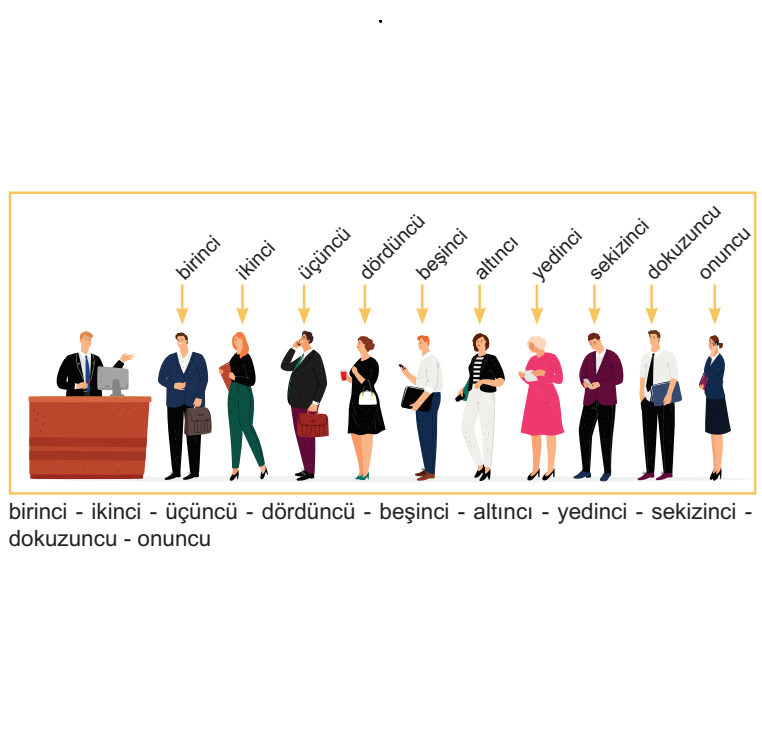 birinci
ikinci
üçüncü
dördüncü
beşinci
altıncı
yedinci
sekizinci
dokuzuncu
onuncu
birinci - ikinci - üçüncü - dördüncü - beşinci - altıncı - yedinci - sekizinci -
dokuzuncu - onuncu